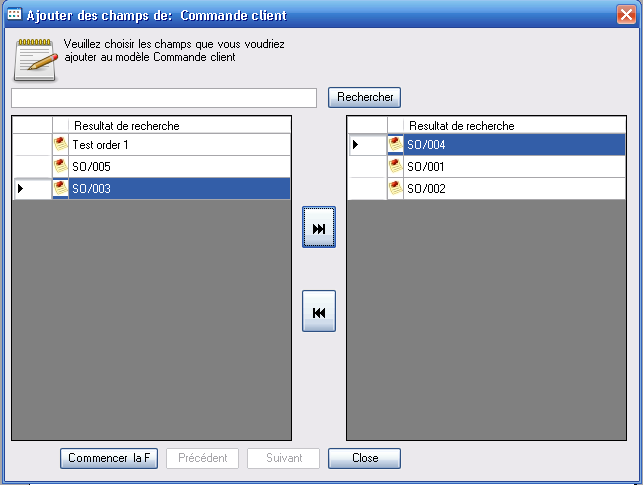 Ajouter des champs de: Commande client
Veuillez choisir les champs que vous voudriez
ajouter au modèle Commande client
Rechercher
Resultat de recherche
Test order 1
SO/005
SO/003
Resultat de recherche
SO/004
SO/001
SO/002
Commencer la F
Précédent
Suivant
Close